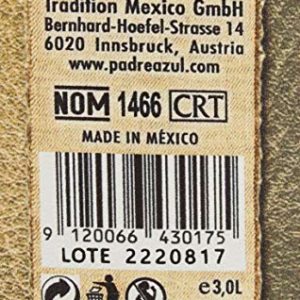 Tradition Mexico GmbH
Bernhard-Hoefel-Strasse 14
6020 Innsbruck, Austria
www.padreazul.com
NOM 1466 CRT
MADE IN MÉXICO
9 120066 430175
LOTE 2220817
e 3,0L